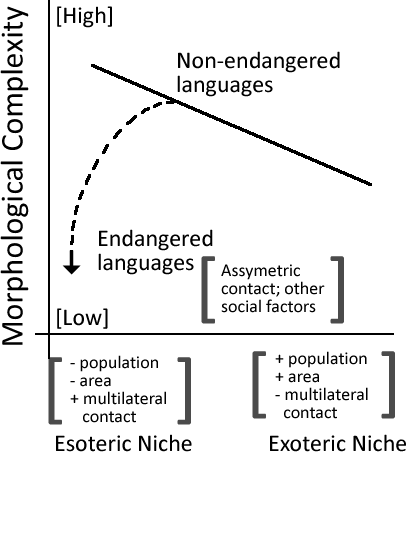 [High]
Morphological Complexity
Non-endangered
languages
Endangered
languages
Assymetric
contact; other
social factors
[Low]
- population
- area
+ multilateral
contact
+ population
+ area
- multilateral
contact
Esoteric Niche
Exoteric Niche